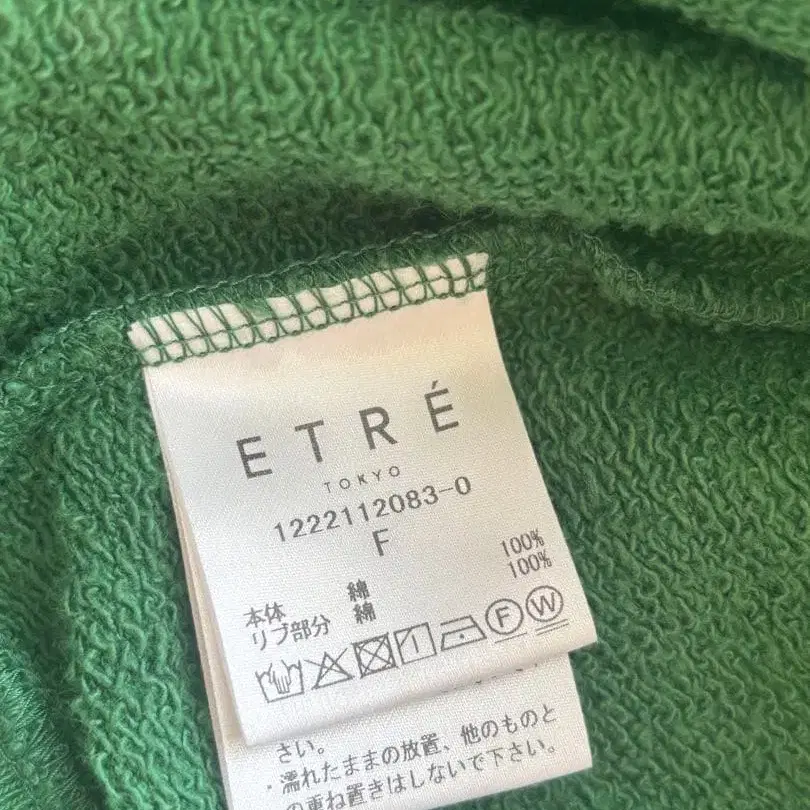 ETRÉ
TOKYO
1222112083-0
F
本体 綿 100%
リブ部分 綿 100%
F W
さい。
・濡れたままの放置、他のものと
の重ね置きはしないで下さい。